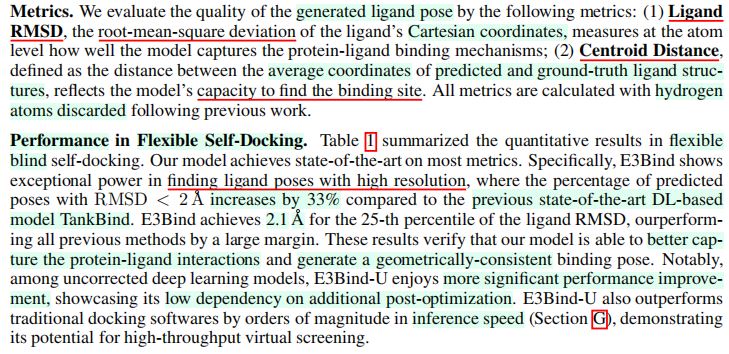 Metrics. We evaluate the quality of the generated ligand pose by the following metrics: (1) Ligand
RMSD, the root-mean-square deviation of the ligand's Cartesian coordinates, measures at the atom
level how well the model captures the protein-ligand binding mechanisms; (2) Centroid Distance,
defined as the distance between the average coordinates of predicted and ground-truth ligand struc-
tures, reflects the model's capacity to find the binding site. All metrics are calculated with hydrogen
atoms discarded following previous work.
Performance in Flexible Self-Docking. Table 1 summarized the quantitative results in flexible
blind self-docking. Our model achieves state-of-the-art on most metrics. Specifically, E3Bind shows
exceptional power in finding ligand poses with high resolution, where the percentage of predicted
poses with RMSD < 2 Å increases by 33% compared to the previous state-of-the-art DL-based
model TankBind. E3Bind achieves 2.1 Å for the 25-th percentile of the ligand RMSD, ourperform-
ing all previous methods by a large margin. These results verify that our model is able to better cap-
ture the protein-ligand interactions and generate a geometrically-consistent binding pose. Notably,
among uncorrected deep learning models, E3Bind-U enjoys more significant performance improve-
ment, showcasing its low dependency on additional post-optimization. E3Bind-U also outperforms
traditional docking softwares by orders of magnitude in inference speed (Section G), demonstrating
its potential for high-throughput virtual screening.